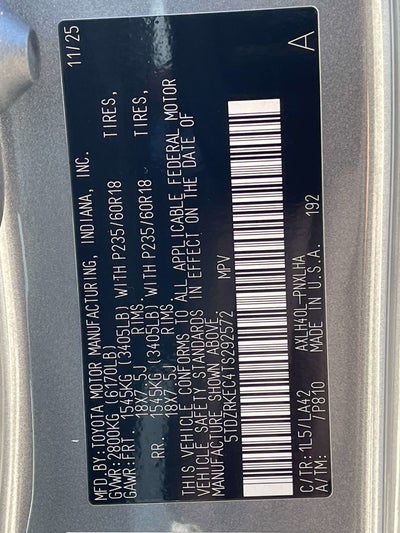 MFD.BY:TOYOTA MOTOR MANUFACTURING, INDIANA, INC. 11/25
GVWR:2800KG (6170LB)
GAWR:FRT. 1545KG (3405LB) WITH P235/60R18 TIRES,
18X7.5J RIMS
RR. 1545KG (3405LB) WITH P235/60R18 TIRES,
18X7.5J RIMS
THIS VEHICLE CONFORMS TO ALL APPLICABLE FEDERAL MOTOR
VEHICLE SAFETY STANDARDS IN EFFECT ON THE DATE OF
MANUFACTURE SHOWN ABOVE.
5TDZRKEC4TS292572 MPV
A
C/TR:1L5/LA42 AXLH40L-PNXLHA
A/TM: /P810 MADE IN U.S.A. 192